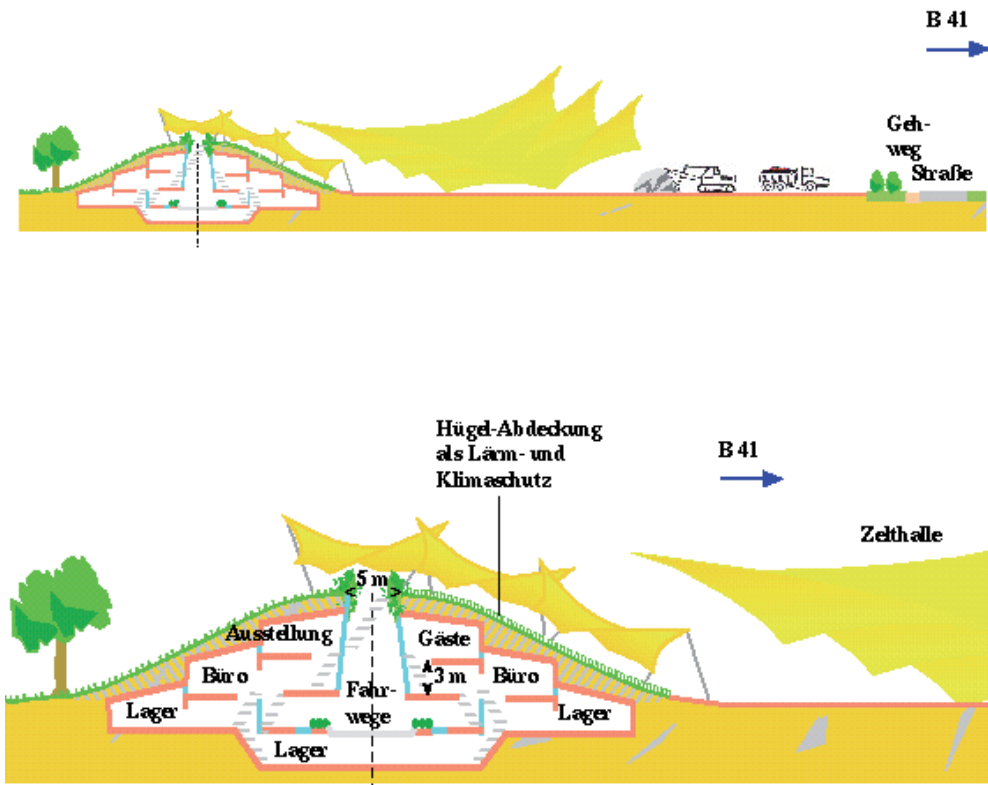 B 41
Geh-
weg
Straße
Hügel-Abdeckung
als Lärm- und
Klimaschutz
B 41
Zelthalle
< 5 m >
Ausstellung
Gäste
Büro
3 m
Büro
Lager
Fahr-
wege
Lager
Lager